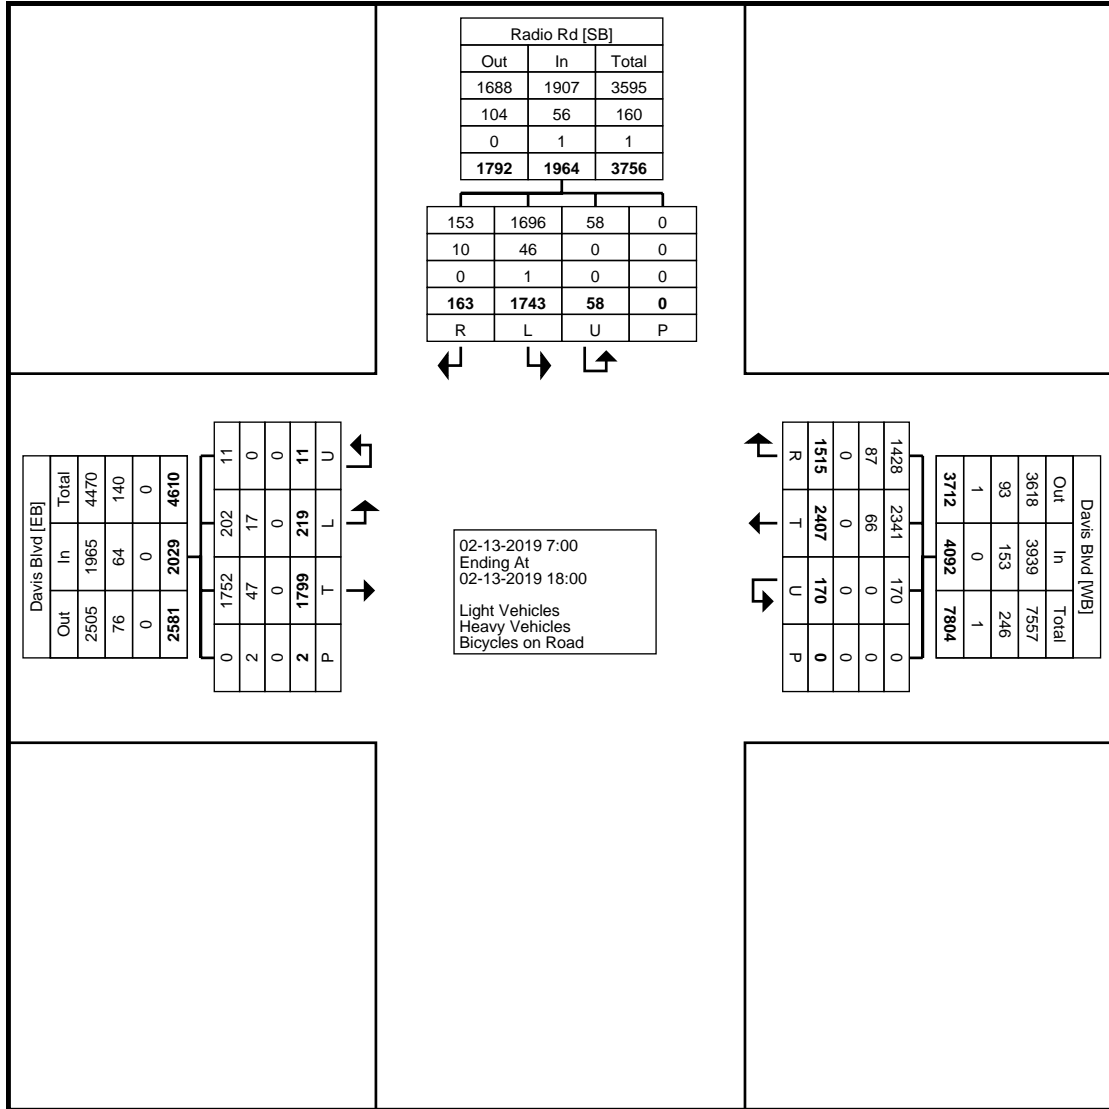 Radio Rd [SB]
Out In Total
1688 1907 3595
104 56 160
0 1 1
1792 1964 3756
153 1696 58 0
10 46 0 0
0 1 0 0
163 1743 58 0
R L U P
Davis Blvd [EB]
Total In Out
4470 1965 2505
140 64 76
0 0 0
4610 2029 2581
11 202 1752 0
0 17 47 2
0 0 0 0
11 219 1799 2
U L T P
02-13-2019 7:00
Ending At
02-13-2019 18:00
Light Vehicles
Heavy Vehicles
Bicycles on Road
R T U P
1515 2407 170 0
0 0 0 0
87 66 0 0
1428 2341 170 0
Davis Blvd [WB]
Out In Total
3618 3939 7557
93 153 246
1 0 1
3712 4092 7804